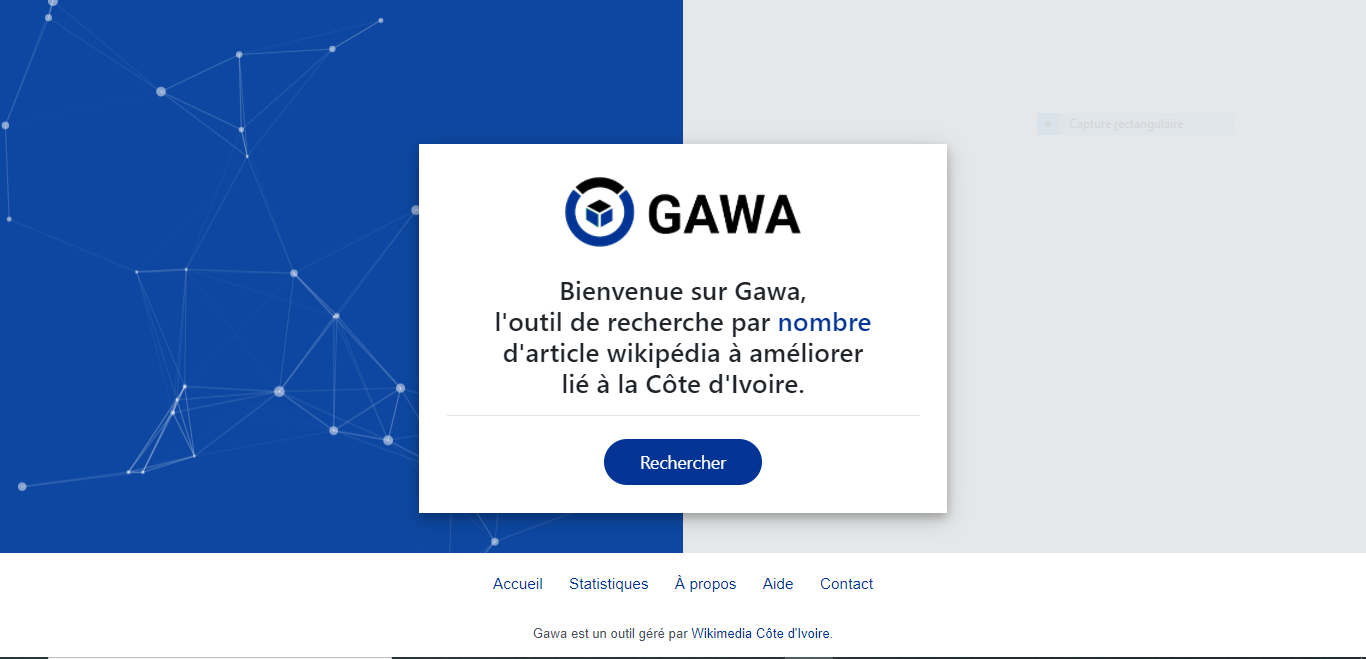 Capture rectangulaire
GAWA
Bienvenue sur Gawa,
l'outil de recherche par nombre
d'article wikipédia à améliorer
lié à la Côte d'Ivoire.
Rechercher
Accueil Statistiques À propos Aide Contact
Gawa est un outil géré par Wikimedia Côte d'Ivoire.